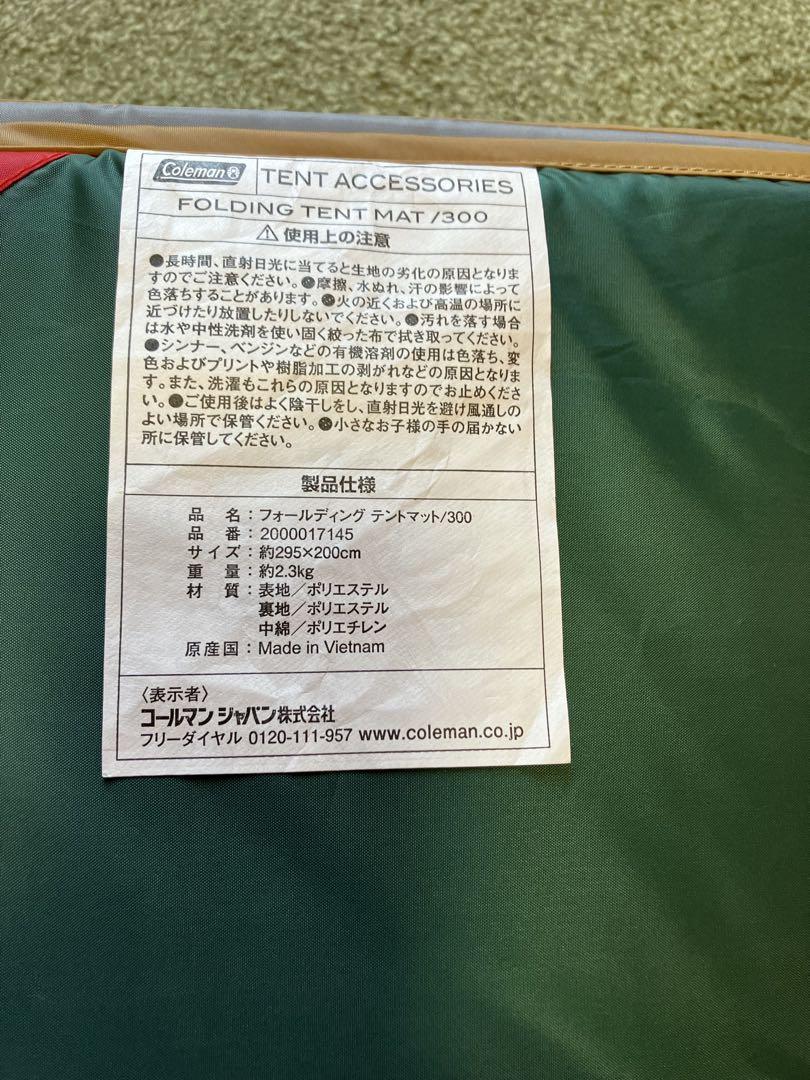 Coleman® TENT ACCESSORIES
FOLDING TENT MAT /300
⚠使用上の注意
●長時間、直射日光に当てると生地の劣化の原因となりま
すのでご注意ください。●摩擦、水ぬれ、汗の影響によって
色落ちすることがあります。●火の近くおよび高温の場所に
近づけたり放置したりしないでください。●汚れを落す場合
は水や中性洗剤を使い固く絞った布で拭き取ってください。
●シンナー、ベンジンなどの有機溶剤の使用は色落ち、変
色およびプリントや樹脂加工の剥がれなどの原因となりま
す。また、洗濯もこれらの原因となりますのでお止めくださ
い。●ご使用後はよく陰干しをし、直射日光を避け風通しの
よい場所で保管ください。●小さなお子様の手の届かない
所に保管してください。
製品仕様
品 名：フォールディング テントマット/300
品 番：2000017145
サイズ：約295×200cm
重 量：約2.3kg
材 質：表地／ポリエステル
裏地／ポリエステル
中綿／ポリエチレン
原産国：Made in Vietnam
〈表示者〉
コールマン ジャパン株式会社
フリーダイヤル 0120-111-957 www.coleman.co.jp